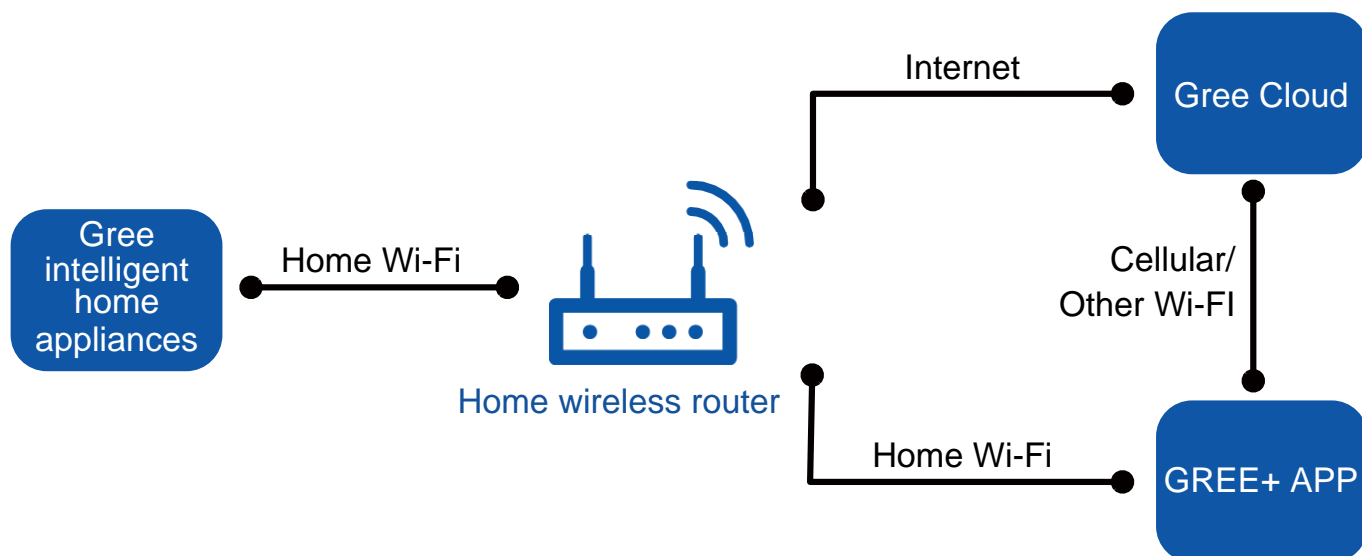 Internet
Gree Cloud
Gree
intelligent
home
appliances
Home Wi-Fi
Cellular/
Other Wi-FI
Home wireless router
Home Wi-Fi
GREE+ APP